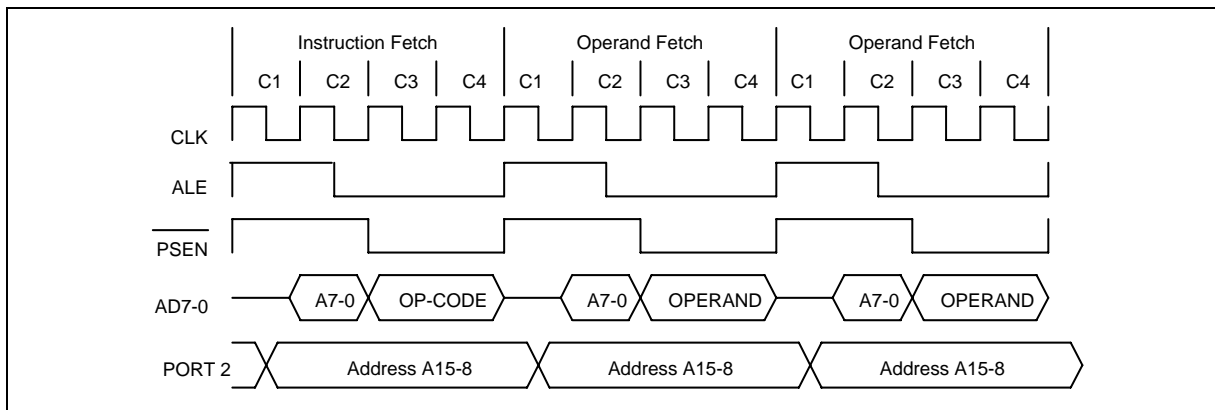 Instruction Fetch Operand Fetch Operand Fetch
C1 C2 C3 C4 C1 C2 C3 C4 C1 C2 C3 C4
CLK
ALE
PSEN
AD7-0 A7-0 OP-CODE A7-0 OPERAND A7-0 OPERAND
PORT 2 Address A15-8 Address A15-8 Address A15-8